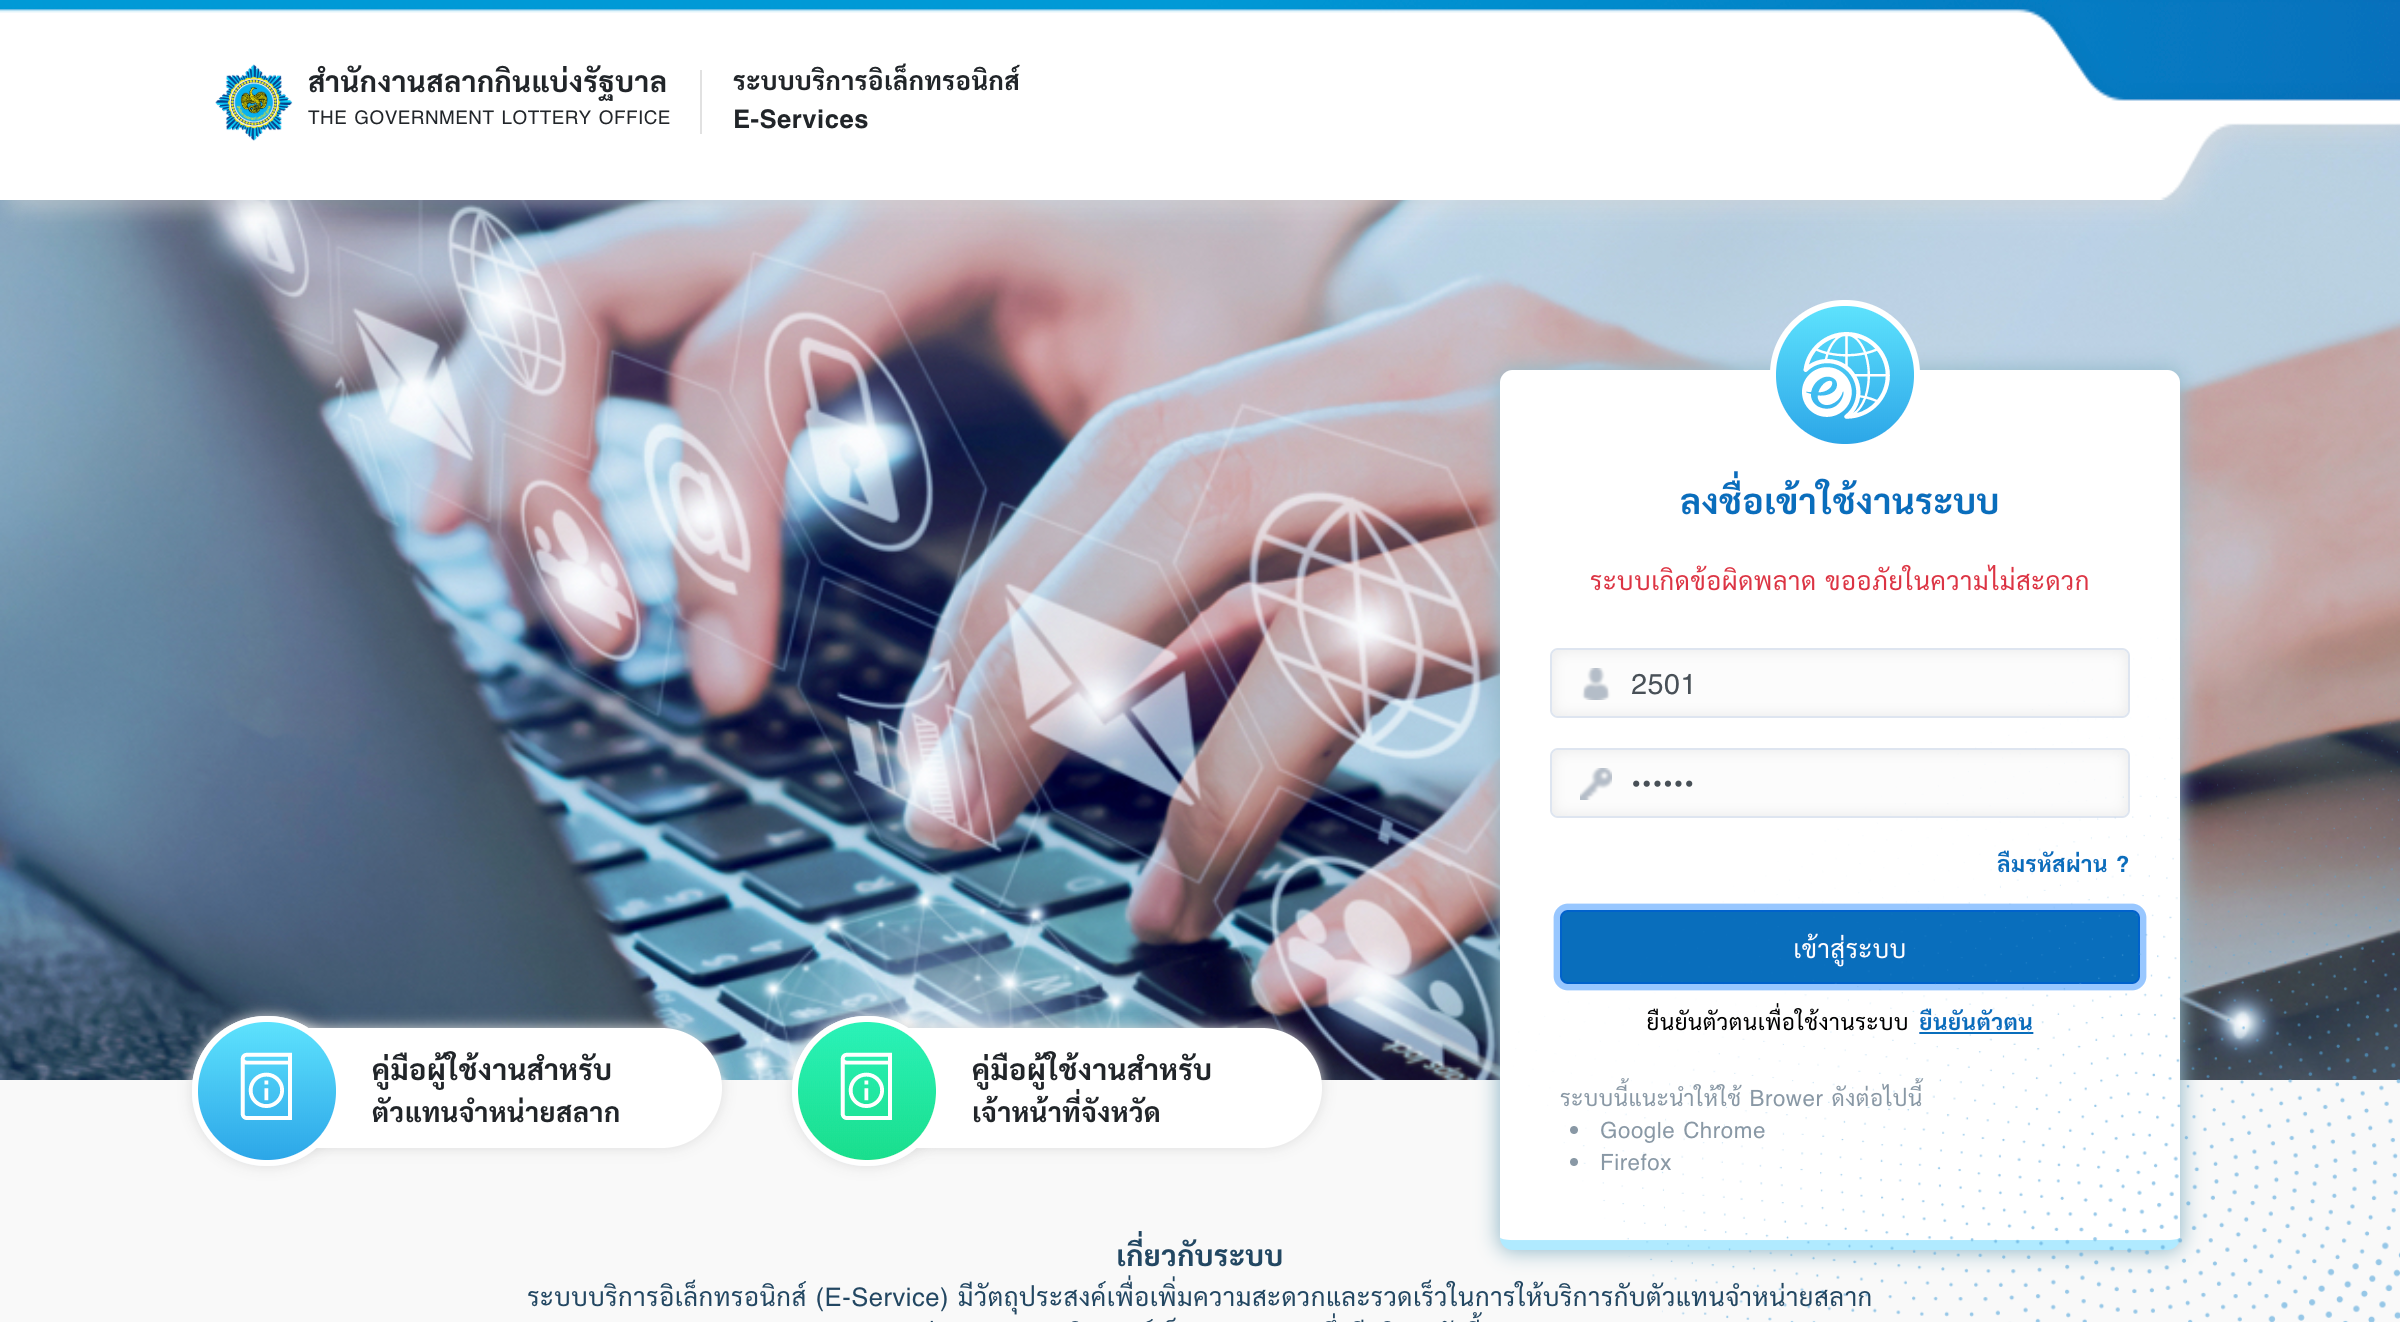 สำนักงานสลากกินแบ่งรัฐบาล
THE GOVERNMENT LOTTERY OFFICE
ระบบบริการอิเล็กทรอนิกส์
E-Services
ลงชื่อเข้าใช้งานระบบ
ระบบเกิดข้อผิดพลาด ขออภัยในความไม่สะดวก
2501
••••••
ลืมรหัสผ่าน ?
เข้าสู่ระบบ
ยืนยันตัวตนเพื่อใช้งานระบบ ยืนยันตัวตน
ระบบนี้แนะนำให้ใช้ Brower ดังต่อไปนี้
• Google Chrome
• Firefox
คู่มือผู้ใช้งานสำหรับ
ตัวแทนจำหน่ายสลาก
คู่มือผู้ใช้งานสำหรับ
เจ้าหน้าที่จังหวัด
เกี่ยวกับระบบ
ระบบบริการอิเล็กทรอนิกส์ (E-Service) มีวัตถุประสงค์เพื่อเพิ่มความสะดวกและรวดเร็วในการให้บริการกับตัวแทนจำหน่ายสลาก